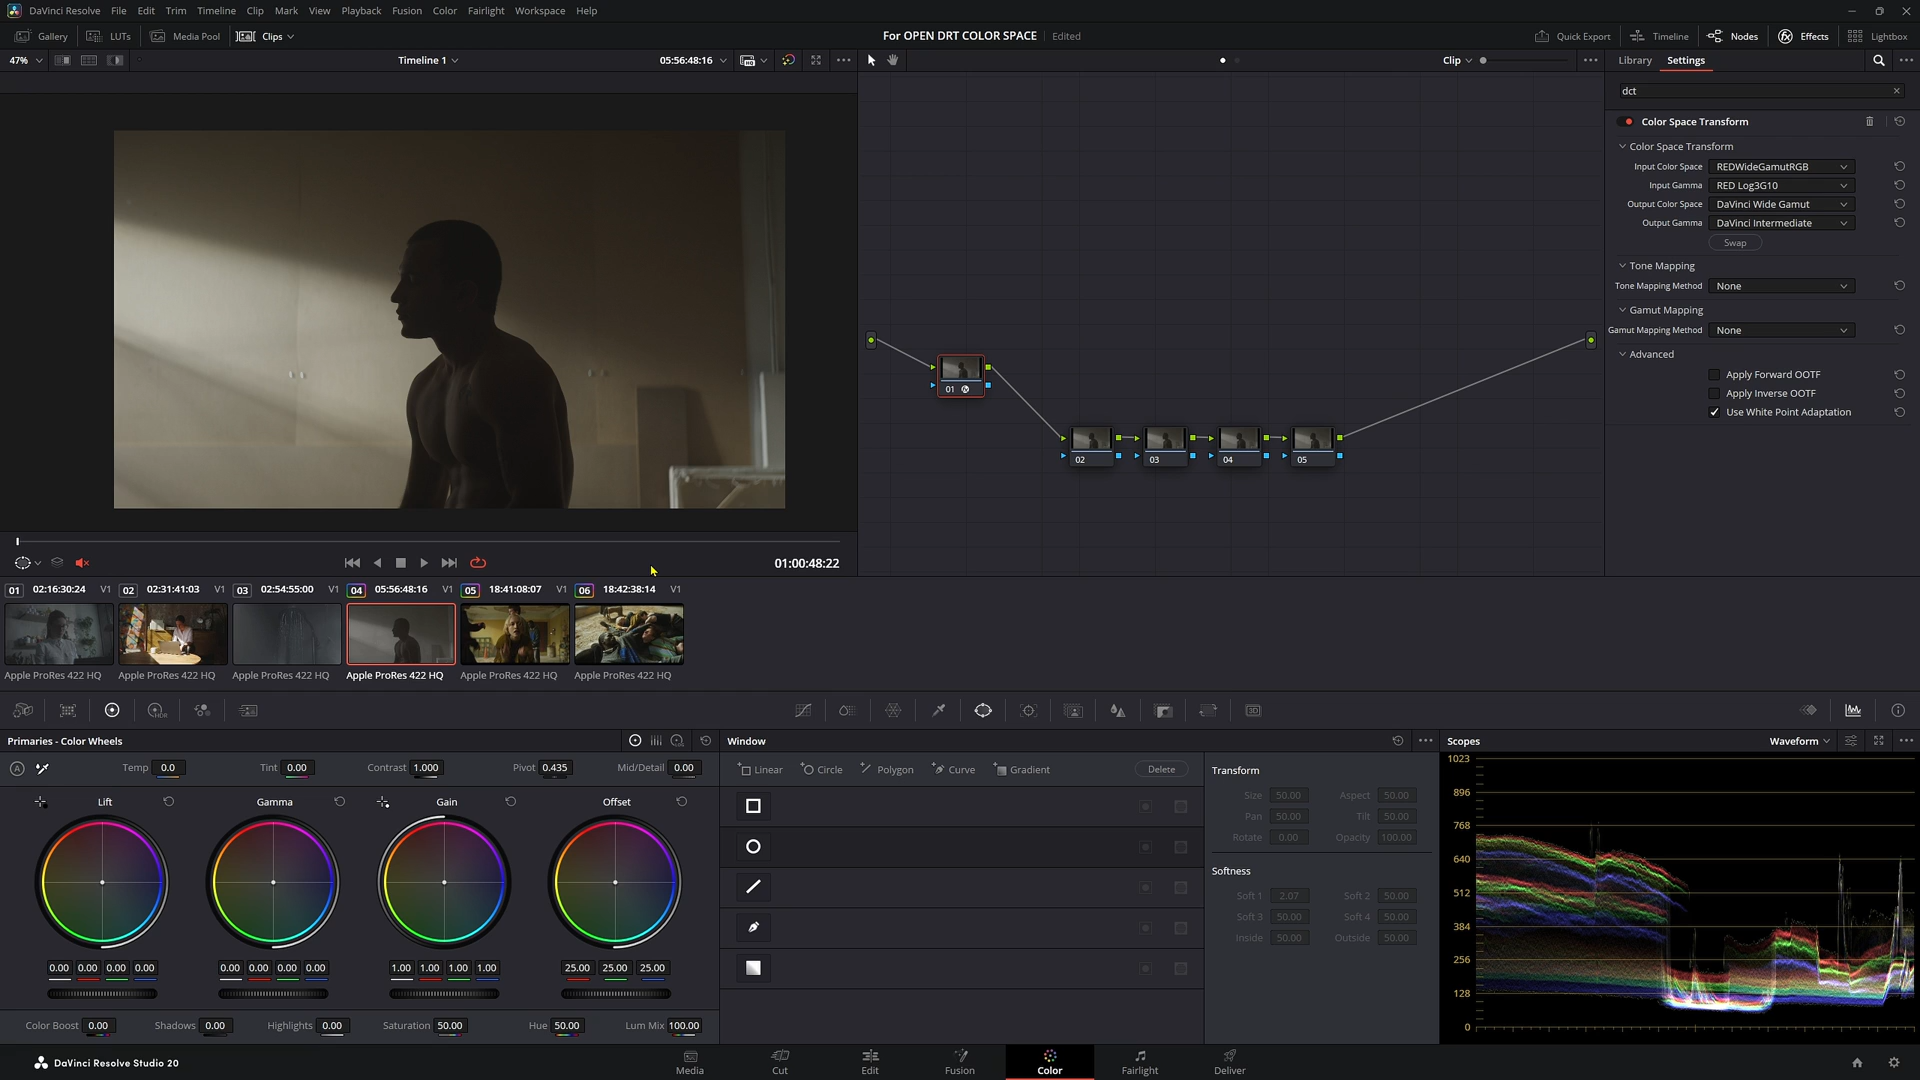 DaVinci Resolve File Edit Trim Timeline Clip Mark View Playback Fusion Color Fairlight Workspace Help
Gallery LUTs Media Pool Clips For OPEN DRT COLOR SPACE Edited Quick Export Timeline Nodes Effects Lightbox
47% Timeline 1 05:56:48:16 Clip Library Settings
dct
Color Space Transform
Color Space Transform
Input Color Space REDWideGamutRGB
Input Gamma RED Log3G10
Output Color Space DaVinci Wide Gamut
Output Gamma DaVinci Intermediate
Swap
Tone Mapping
Tone Mapping Method None
Gamut Mapping
Gamut Mapping Method None
Advanced
Apply Forward OOTF
Apply Inverse OOTF
Use White Point Adaptation
01
02 03 04 05
01:00:48:22
01 02:16:30:24 V1 02 02:31:41:03 V1 03 02:54:55:00 V1 04 05:56:48:16 V1 05 18:41:08:07 V1 06 18:42:38:14 V1
Apple ProRes 422 HQ Apple ProRes 422 HQ Apple ProRes 422 HQ Apple ProRes 422 HQ Apple ProRes 422 HQ Apple ProRes 422 HQ
HDR 3D
Primaries - Color Wheels Window Scopes Waveform
A Temp 0.0 Tint 0.00 Contrast 1.000 Pivot 0.435 Mid/Detail 0.00
Linear Circle Polygon Curve Gradient Delete
Lift Gamma Gain Offset
0.00 0.00 0.00 0.00 0.00 0.00 0.00 0.00 1.00 1.00 1.00 1.00 25.00 25.00 25.00
Color Boost 0.00 Shadows 0.00 Highlights 0.00 Saturation 50.00 Hue 50.00 Lum Mix 100.00
Transform
Size 50.00 Aspect 50.00
Pan 50.00 Tilt 50.00
Rotate 0.00 Opacity 100.00
Softness
Soft 1 2.07 Soft 2 50.00
Soft 3 50.00 Soft 4 50.00
Inside 50.00 Outside 50.00
1023
896
768
640
512
384
256
128
0
DaVinci Resolve Studio 20 Media Cut Edit Fusion Color Fairlight Deliver